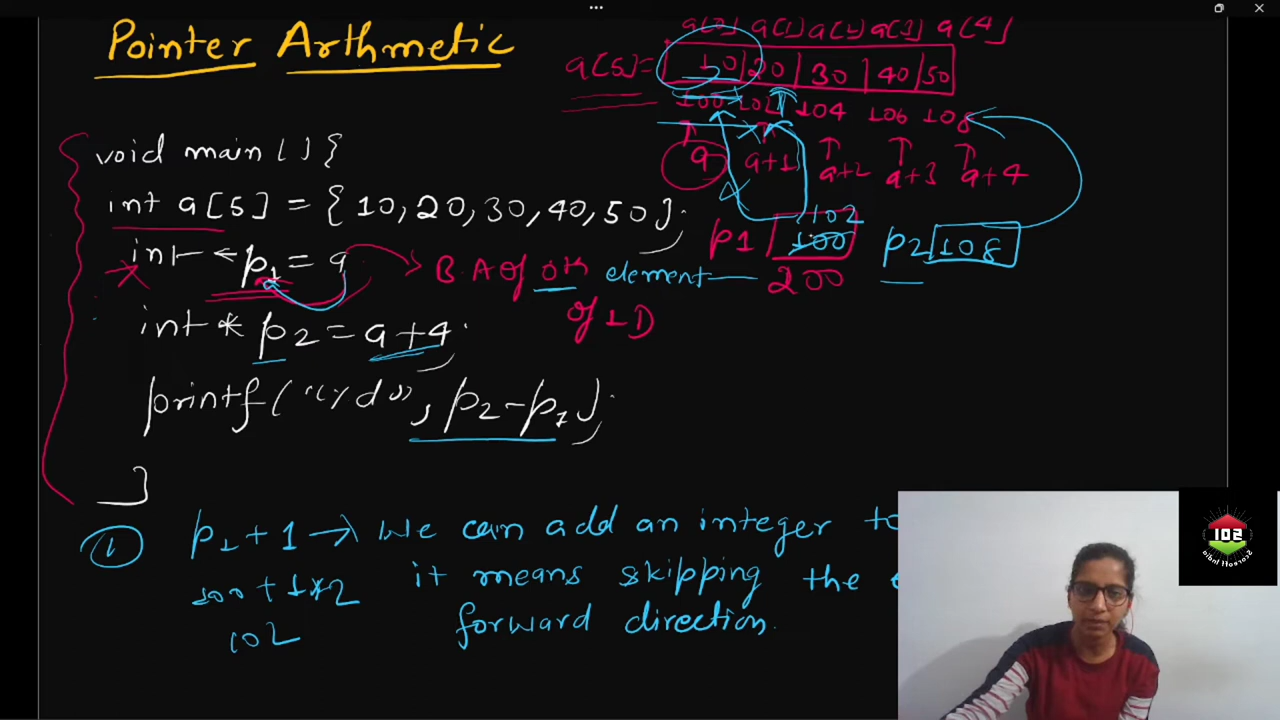 Pointer Arthmetic
a[0] a[1] a[2] a[3] a[4]
a[5]= 10 20 30 40 50
100 102 104 106 108
a a+1 a+2 a+3 a+4
void main(){
int a[5] = {10,20,30,40,50};
102
p1 100 p2 108
200
int * p1 = a
B A of 0th element
of 1D
int * p2 = a+4;
printf("%d", p2-p1);
}
1 p1+1 → We can add an integer to
100 + 1*2 it means skipping the
102 forward direction.
102